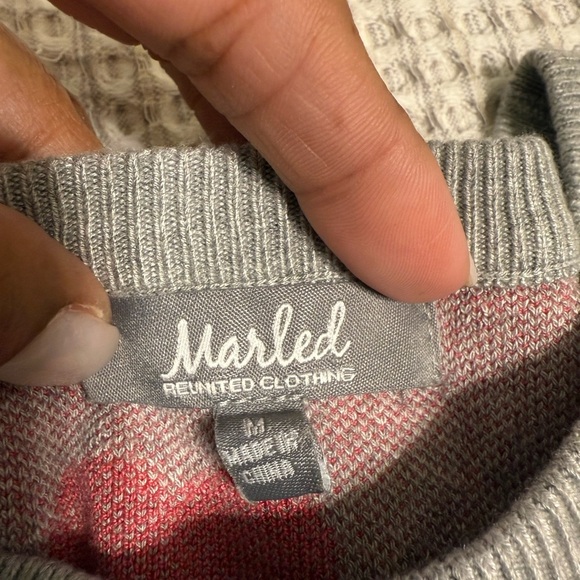 Marled
REUNITED CLOTHING
M
MADE IN
CHINA